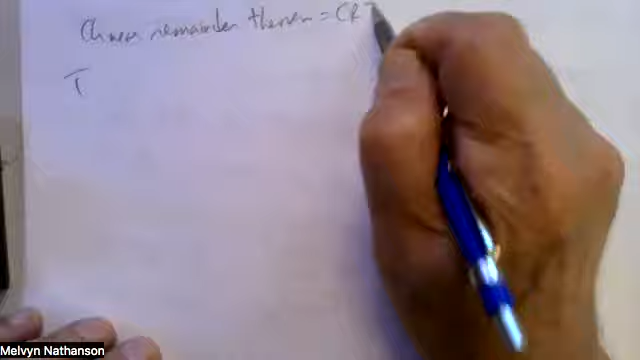 Chinese remainder theorem = CRT
T
Melvyn Nathanson